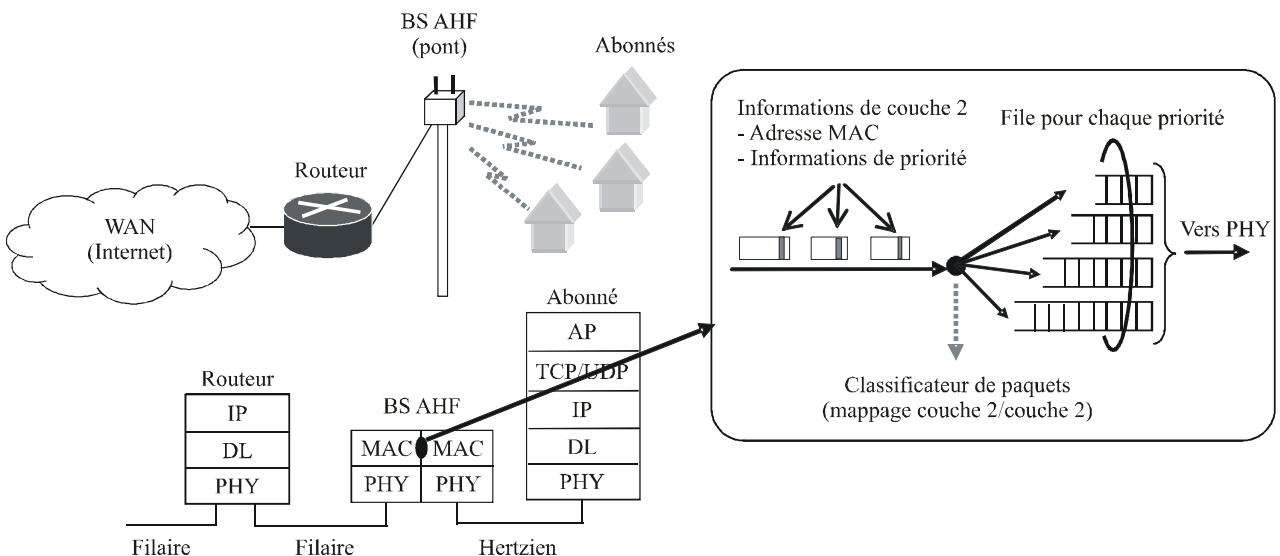 BS AHF
(pont)
Abonnés
Routeur
WAN
(Internet)
Informations de couche 2
- Adresse MAC
- Informations de priorité
File pour chaque priorité
Vers PHY
Classificateur de paquets
(mappage couche 2/couche 2)
Abonné
AP
TCP/UDP
IP
DL
PHY
Routeur
IP
DL
PHY
BS AHF
MAC MAC
PHY PHY
Filaire
Filaire
Hertzien